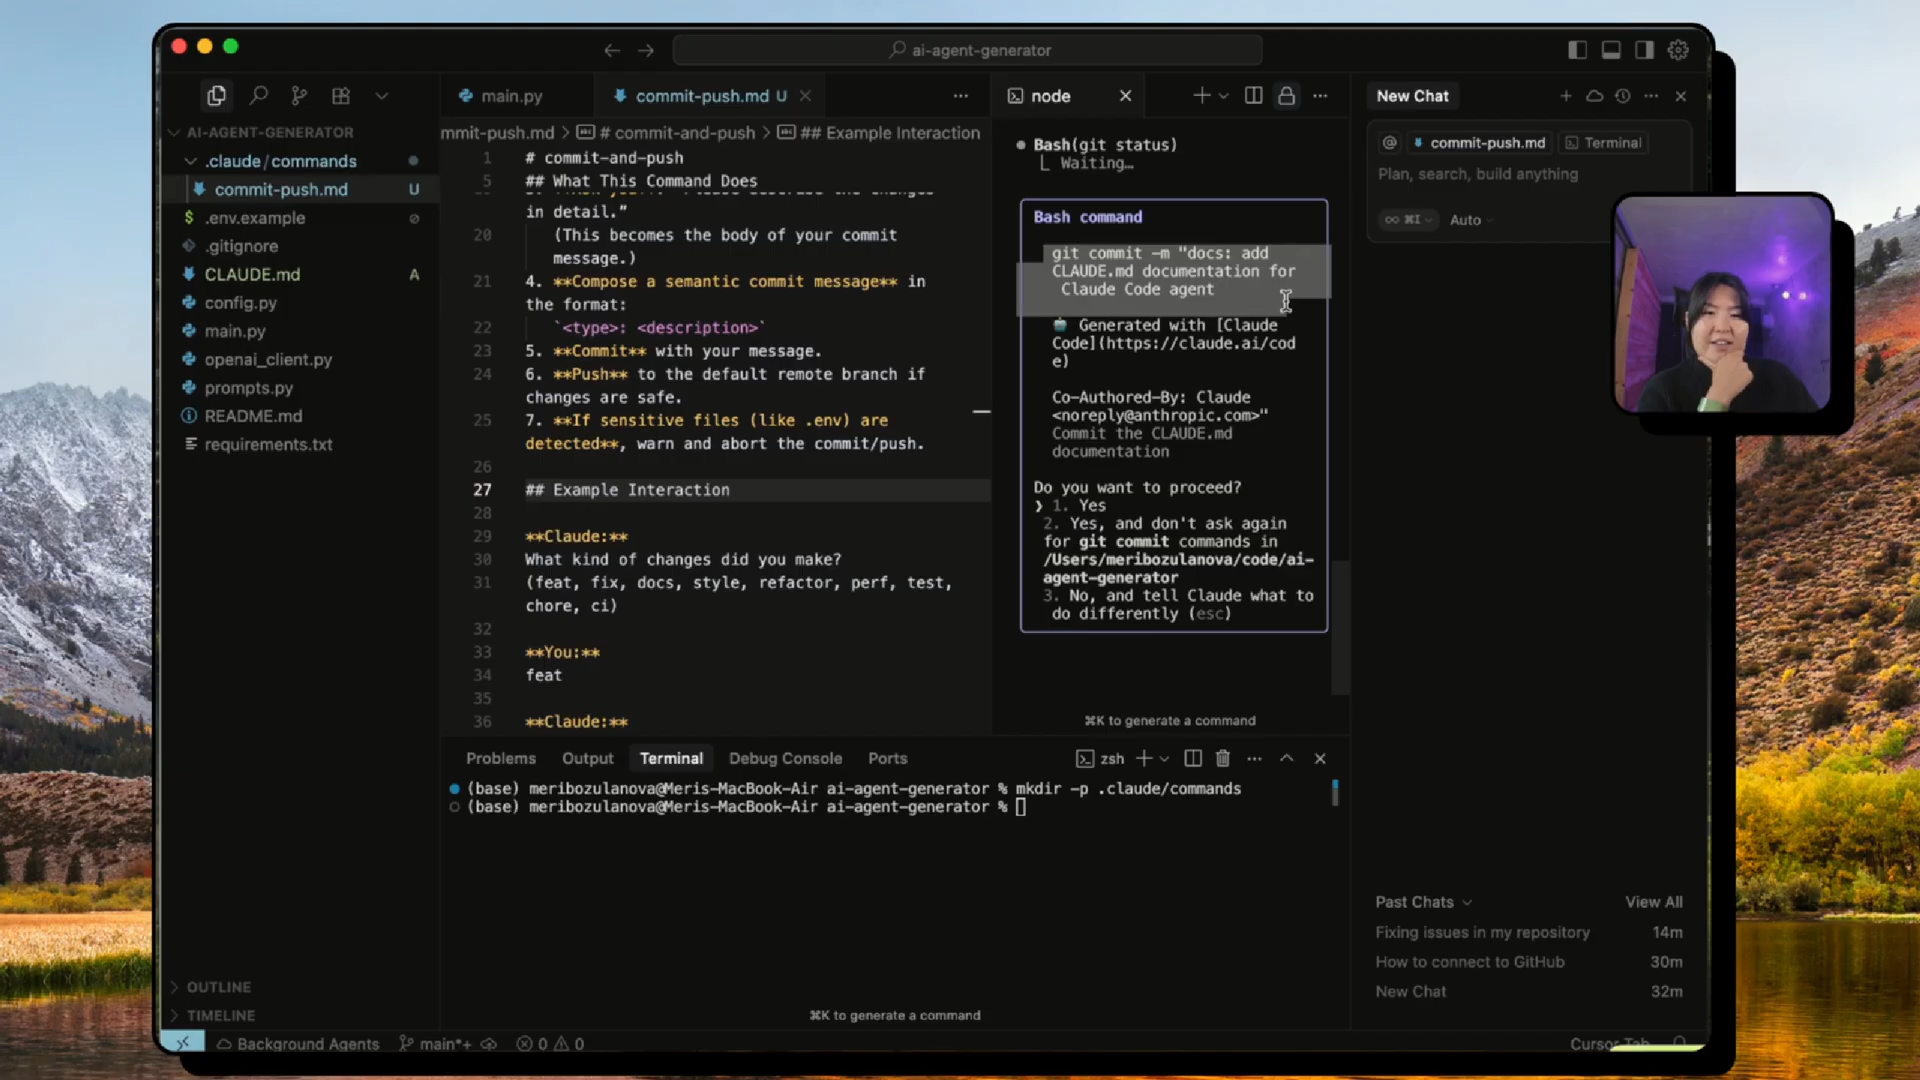 ai-agent-generator
main.py
commit-push.md U
node
New Chat
AI-AGENT-GENERATOR
.claude/commands
commit-push.md U
.env.example
.gitignore
CLAUDE.md A
config.py
main.py
openai_client.py
prompts.py
README.md
requirements.txt
OUTLINE
TIMELINE
mmit-push.md > # commit-and-push > ## Example Interaction
1 # commit-and-push
5 ## What This Command Does
in detail.”
20 (This becomes the body of your commit
message.)
21 4. **Compose a semantic commit message** in
the format:
22 `<type>: <description>`
23 5. **Commit** with your message.
24 6. **Push** to the default remote branch if
changes are safe.
25 7. **If sensitive files (like .env) are
detected**, warn and abort the commit/push.
26
27 ## Example Interaction
28
29 **Claude:**
30 What kind of changes did you make?
31 (feat, fix, docs, style, refactor, perf, test,
chore, ci)
32
33 **You:**
34 feat
35
36 **Claude:**
Bash(git status)
Waiting…
Bash command
git commit -m "docs: add
CLAUDE.md documentation for
Claude Code agent
Generated with [Claude
Code](https://claude.ai/cod
e)
Co-Authored-By: Claude
<noreply@anthropic.com>"
Commit the CLAUDE.md
documentation
Do you want to proceed?
❯ 1. Yes
2. Yes, and don't ask again
for git commit commands in
/Users/meribozulanova/code/ai-
agent-generator
3. No, and tell Claude what to
do differently (esc)
⌘K to generate a command
@ commit-push.md Terminal
Plan, search, build anything
∞ ⌘I Auto
Past Chats View All
Fixing issues in my repository 14m
How to connect to GitHub 30m
New Chat 32m
Problems Output Terminal Debug Console Ports zsh
(base) meribozulanova@Meris-MacBook-Air ai-agent-generator % mkdir -p .claude/commands
(base) meribozulanova@Meris-MacBook-Air ai-agent-generator %
⌘K to generate a command
Background Agents main*+ 0 0 Cursor Tab